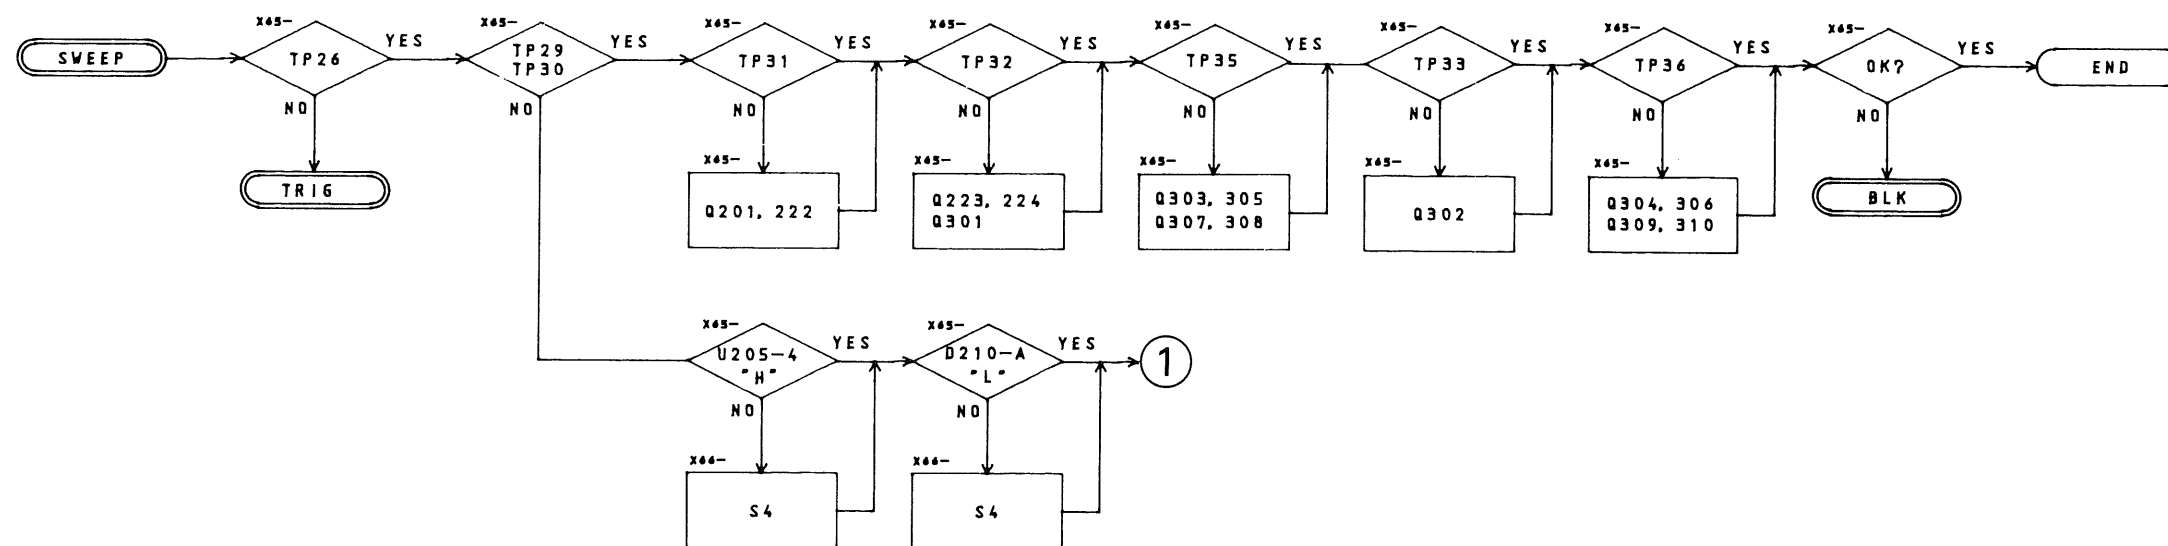 X65-
X65-
X65-
X65-
X65-
X65-
X65-
X65-
SWEEP
TP26
YES
TP29
TP30
YES
TP31
YES
TP32
YES
TP35
YES
TP33
YES
TP36
YES
OK?
YES
END
NO
NO
NO
NO
NO
NO
NO
NO
TRIG
X65-
Q201, 222
X65-
Q223, 224
Q301
X65-
Q303, 305
Q307, 308
X65-
Q302
X65-
Q304, 306
Q309, 310
BLK
X65-
U205-4
"H"
YES
X65-
D210-A
"L"
YES
1
NO
NO
X66-
S4
X66-
S4